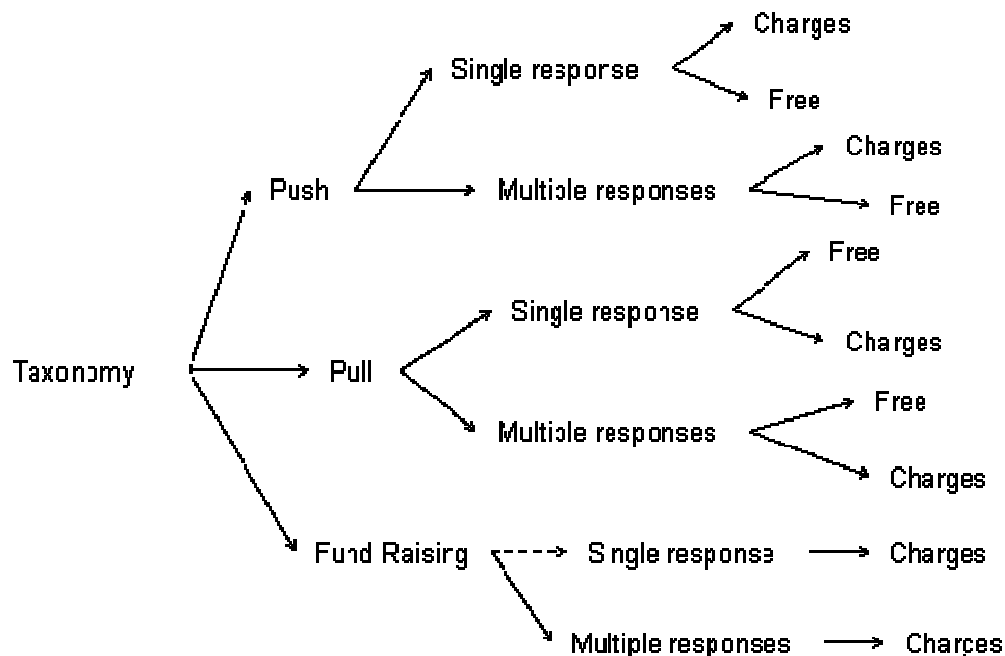 Charges
Single response
Free
Charges
Push
Multiple responses
Free
Free
Single response
Charges
Taxonomy
Pull
Free
Multiple responses
Charges
Fund Raising
Single response
Charges
Multiple responses
Charges